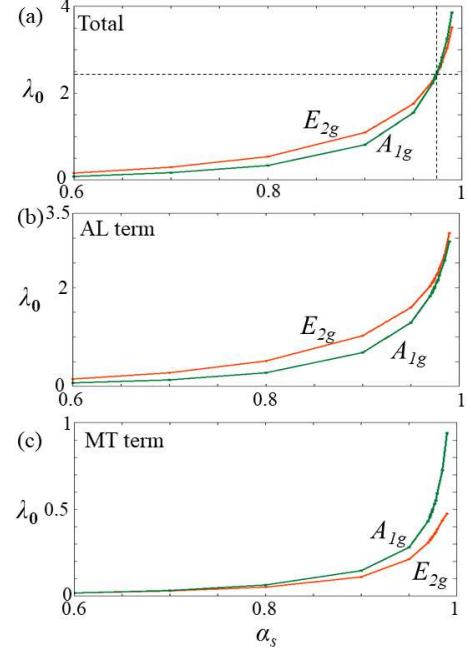 (a) Total
4
2
0
λ₀
E₂g
A₁g
0.6 0.8 1
(b) AL term
3.5
2
0
λ₀
E₂g
A₁g
0.6 0.8 1
(c) MT term
1
0.5
0
λ₀
A₁g
E₂g
0.6 0.8 1
αₛ